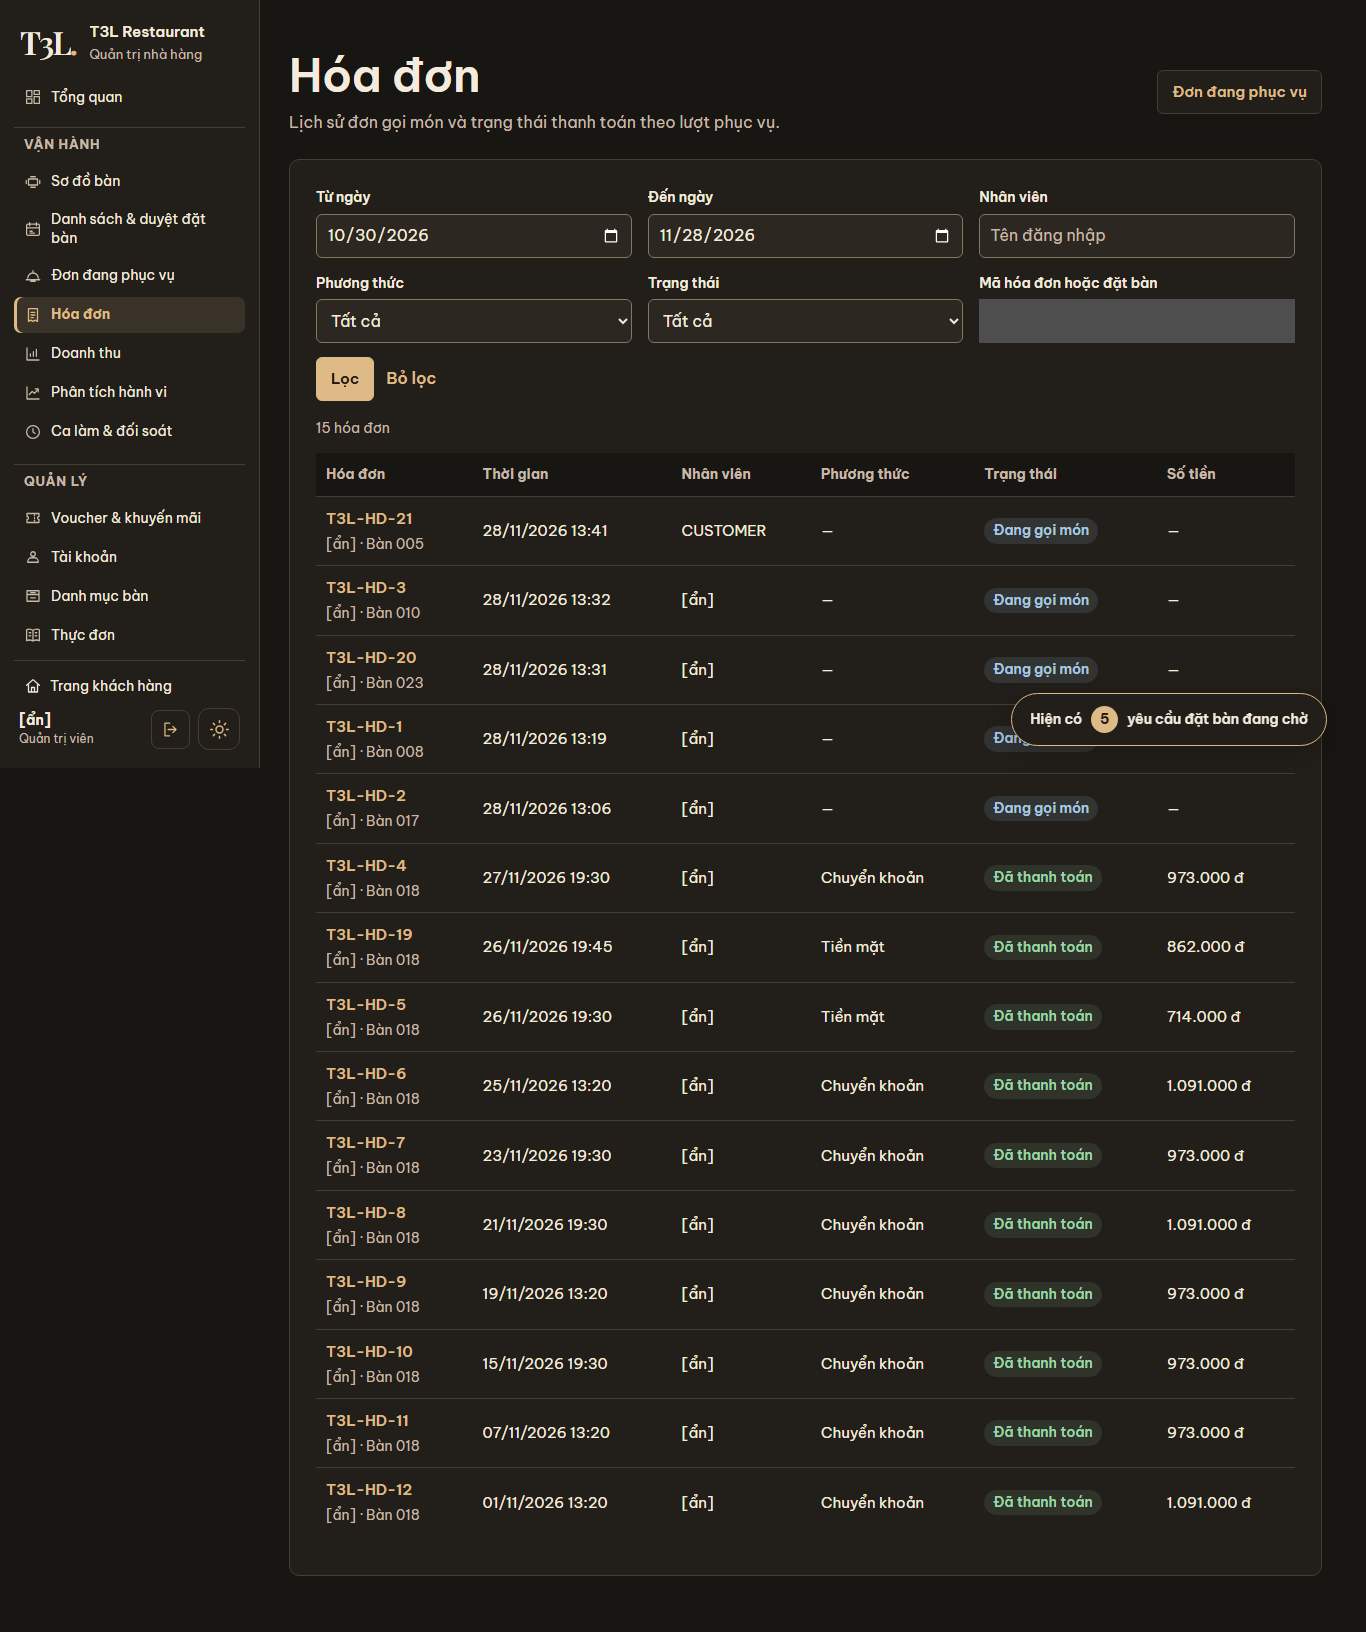 T3L.
T3L Restaurant
Quản trị nhà hàng
Tổng quan
VẬN HÀNH
Sơ đồ bàn
Danh sách & duyệt đặt
bàn
Đơn đang phục vụ
Hóa đơn
Doanh thu
Phân tích hành vi
Ca làm & đối soát
QUẢN LÝ
Voucher & khuyến mãi
Tài khoản
Danh mục bàn
Thực đơn
Trang khách hàng
[ẩn]
Quản trị viên
Hóa đơn
Lịch sử đơn gọi món và trạng thái thanh toán theo lượt phục vụ.
Đơn đang phục vụ
Từ ngày Đến ngày Nhân viên
10/30/2026 11/28/2026 Tên đăng nhập
Phương thức Trạng thái Mã hóa đơn hoặc đặt bàn
Tất cả Tất cả
Lọc Bỏ lọc
15 hóa đơn
Hóa đơn Thời gian Nhân viên Phương thức Trạng thái Số tiền
T3L-HD-21
[ẩn] · Bàn 005
28/11/2026 13:41 CUSTOMER — Đang gọi món —
T3L-HD-3
[ẩn] · Bàn 010
28/11/2026 13:32 [ẩn] — Đang gọi món —
T3L-HD-20
[ẩn] · Bàn 023
28/11/2026 13:31 [ẩn] — Đang gọi món —
Hiện có 5 yêu cầu đặt bàn đang chờ
T3L-HD-1
[ẩn] · Bàn 008
28/11/2026 13:19 [ẩn] — Đang
T3L-HD-2
[ẩn] · Bàn 017
28/11/2026 13:06 [ẩn] — Đang gọi món —
T3L-HD-4
[ẩn] · Bàn 018
27/11/2026 19:30 [ẩn] Chuyển khoản Đã thanh toán 973.000 đ
T3L-HD-19
[ẩn] · Bàn 018
26/11/2026 19:45 [ẩn] Tiền mặt Đã thanh toán 862.000 đ
T3L-HD-5
[ẩn] · Bàn 018
26/11/2026 19:30 [ẩn] Tiền mặt Đã thanh toán 714.000 đ
T3L-HD-6
[ẩn] · Bàn 018
25/11/2026 13:20 [ẩn] Chuyển khoản Đã thanh toán 1.091.000 đ
T3L-HD-7
[ẩn] · Bàn 018
23/11/2026 19:30 [ẩn] Chuyển khoản Đã thanh toán 973.000 đ
T3L-HD-8
[ẩn] · Bàn 018
21/11/2026 19:30 [ẩn] Chuyển khoản Đã thanh toán 1.091.000 đ
T3L-HD-9
[ẩn] · Bàn 018
19/11/2026 13:20 [ẩn] Chuyển khoản Đã thanh toán 973.000 đ
T3L-HD-10
[ẩn] · Bàn 018
15/11/2026 19:30 [ẩn] Chuyển khoản Đã thanh toán 973.000 đ
T3L-HD-11
[ẩn] · Bàn 018
07/11/2026 13:20 [ẩn] Chuyển khoản Đã thanh toán 973.000 đ
T3L-HD-12
[ẩn] · Bàn 018
01/11/2026 13:20 [ẩn] Chuyển khoản Đã thanh toán 1.091.000 đ